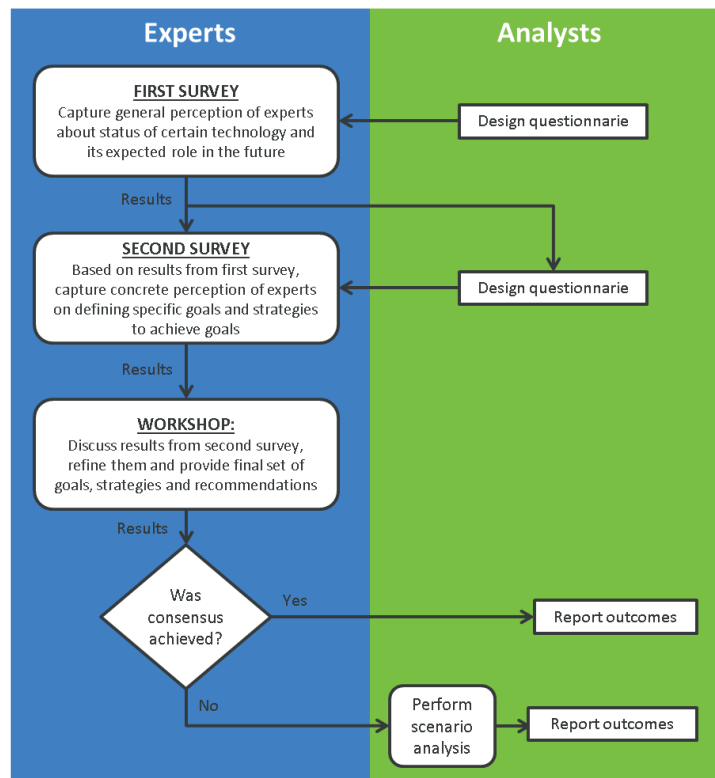 Experts
Analysts
FIRST SURVEY
Capture general perception of experts
about status of certain technology and
its expected role in the future
Design questionnarie
Results
SECOND SURVEY
Based on results from first survey,
capture concrete perception of experts
on defining specific goals and strategies
to achieve goals
Design questionnarie
Results
WORKSHOP:
Discuss results from second survey,
refine them and provide final set of
goals, strategies and recommendations
Results
Was
consensus
achieved?
Yes
Report outcomes
No
Perform
scenario
analysis
Report outcomes